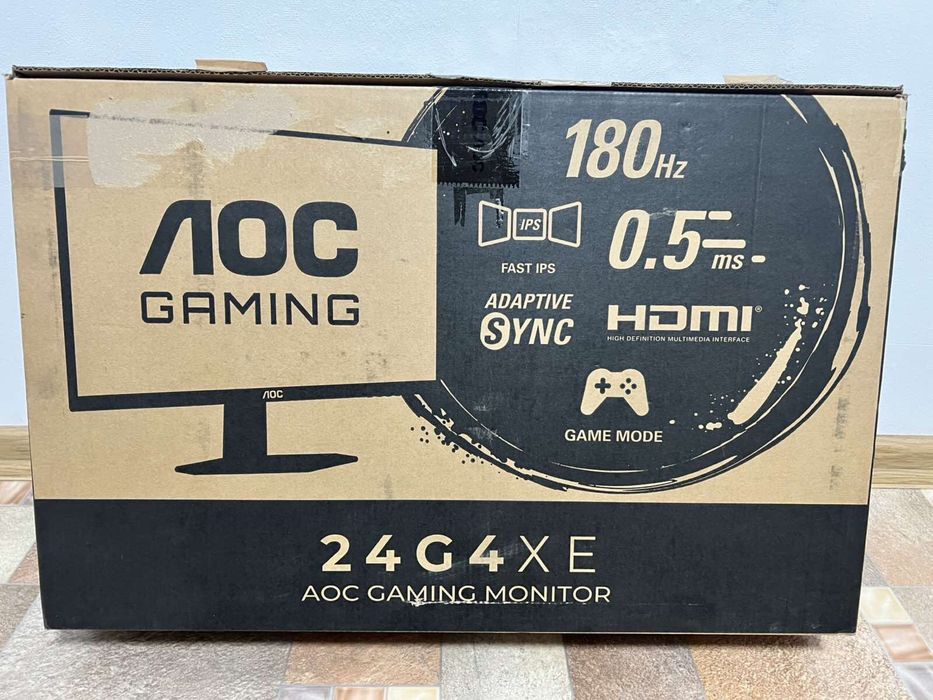 AOC
GAMING
AOC
180Hz
IPS
FAST IPS
0.5ms
ADAPTIVE
SYNC
HDMI®
HIGH DEFINITION MULTIMEDIA INTERFACE
GAME MODE
24G4XE
AOC GAMING MONITOR